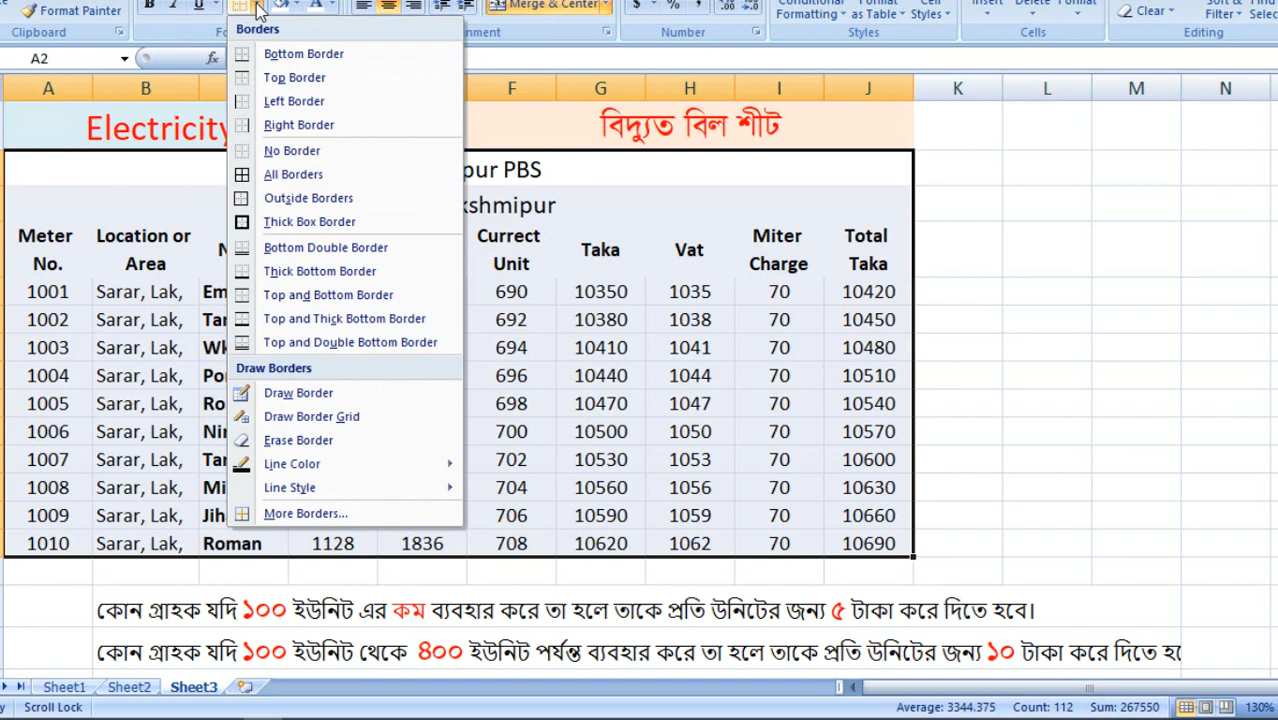 Format Painter
B I U A
Merge & Center
$ % ,
Conditional Format Cell Insert Delete Format Sort & Find &
Formatting as Table Styles Clear Filter Select
Clipboard Number Styles Cells Editing
A2 fx
Borders
Bottom Border
Top Border
Left Border
Right Border
No Border
All Borders
Outside Borders
Thick Box Border
Bottom Double Border
Thick Bottom Border
Top and Bottom Border
Top and Thick Bottom Border
Top and Double Bottom Border
Draw Borders
Draw Border
Draw Border Grid
Erase Border
Line Color
Line Style
More Borders...
A B F G H I J K L M N
Electricity বিদ্যুত বিল শীট
pur PBS
kshmipur
Meter Location or Currect Taka Vat Miter Total
No. Area Unit Charge Taka
1001 Sarar, Lak, Em 690 10350 1035 70 10420
1002 Sarar, Lak, Tar 692 10380 1038 70 10450
1003 Sarar, Lak, Wk 694 10410 1041 70 10480
1004 Sarar, Lak, Por 696 10440 1044 70 10510
1005 Sarar, Lak, Ro 698 10470 1047 70 10540
1006 Sarar, Lak, Nir 700 10500 1050 70 10570
1007 Sarar, Lak, Tar 702 10530 1053 70 10600
1008 Sarar, Lak, Mi 704 10560 1056 70 10630
1009 Sarar, Lak, Jih 706 10590 1059 70 10660
1010 Sarar, Lak, Roman 1128 1836 708 10620 1062 70 10690
কোন গ্রাহক যদি ১০০ ইউনিট এর কম ব্যবহার করে তা হলে তাকে প্রতি উনিটের জন্য ৫ টাকা করে দিতে হবে।
কোন গ্রাহক যদি ১০০ ইউনিট থেকে ৪০০ ইউনিট পর্যন্ত ব্যবহার করে তা হলে তাকে প্রতি উনিটের জন্য ১০ টাকা করে দিতে
Sheet1 Sheet2 Sheet3
Scroll Lock Average: 3344.375 Count: 112 Sum: 267550 130%